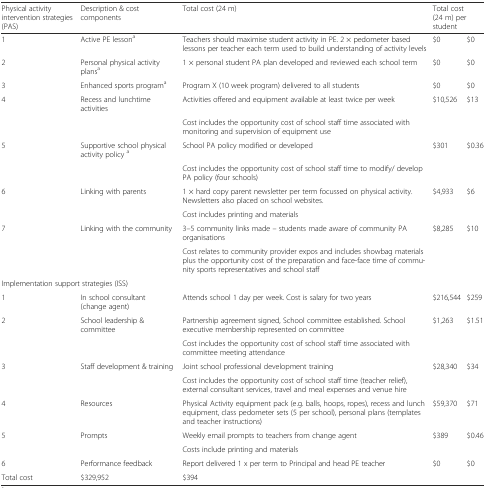 Physical activity Description & cost Total cost (24 m) Total cost
intervention strategies components (24 m) per
(PAS) student
1 Active PE lessonᵃ Teachers should maximise student activity in PE. 2 × pedometer based $0 $0
lessons per teacher each term used to build understanding of activity levels
2 Personal physical activity 1 × personal student PA plan developed and reviewed each school term $0 $0
plansᵃ
3 Enhanced sports programᵃ Program X (10 week program) delivered to all students $0 $0
4 Recess and lunchtime Activities offered and equipment available at least twice per week $10,526 $13
activities
Cost includes the opportunity cost of school staff time associated with
monitoring and supervision of equipment use
5 Supportive school physical School PA policy modified or developed $301 $0.36
activity policy ᵃ
Cost includes the opportunity cost of school staff time to modify/ develop
PA policy (four schools)
6 Linking with parents 1 × hard copy parent newsletter per term focussed on physical activity. $4,933 $6
Newsletters also placed on school websites.
Cost includes printing and materials
7 Linking with the community 3–5 community links made – students made aware of community PA $8,285 $10
organisations
Cost relates to community provider expos and includes showbag materials
plus the opportunity cost of the preparation and face-face time of commu-
nity sports representatives and school staff
Implementation support strategies (ISS)
1 In school consultant Attends school 1 day per week. Cost is salary for two years $216,544 $259
(change agent)
2 School leadership & Partnership agreement signed, School committee established. School $1,263 $1.51
committee executive membership represented on committee
Cost includes the opportunity cost of school staff time associated with
committee meeting attendance
3 Staff development & training Joint school professional development training $28,340 $34
Cost includes the opportunity cost of school staff time (teacher relief),
external consultant services, travel and meal expenses and venue hire
4 Resources Physical Activity equipment pack (e.g. balls, hoops, ropes), recess and lunch $59,370 $71
equipment, class pedometer sets (5 per school), personal plans (templates
and teacher instructions)
5 Prompts Weekly email prompts to teachers from change agent $389 $0.46
Costs include printing and materials
6 Performance feedback Report delivered 1 x per term to Principal and head PE teacher $0 $0
Total cost $329,952 $394